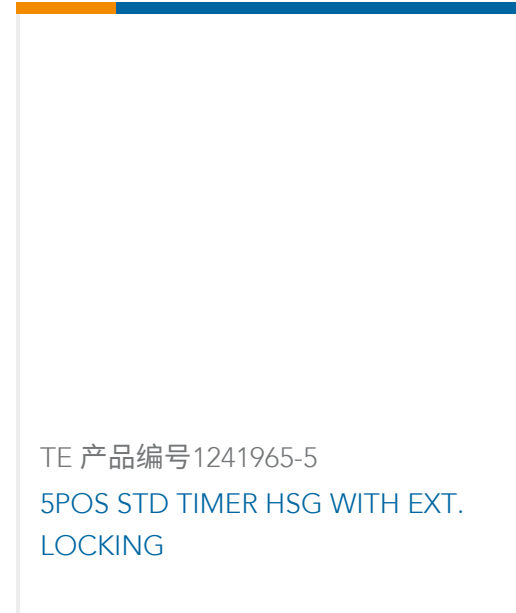 TE 产品编号1241965-5
5POS STD TIMER HSG WITH EXT.
LOCKING